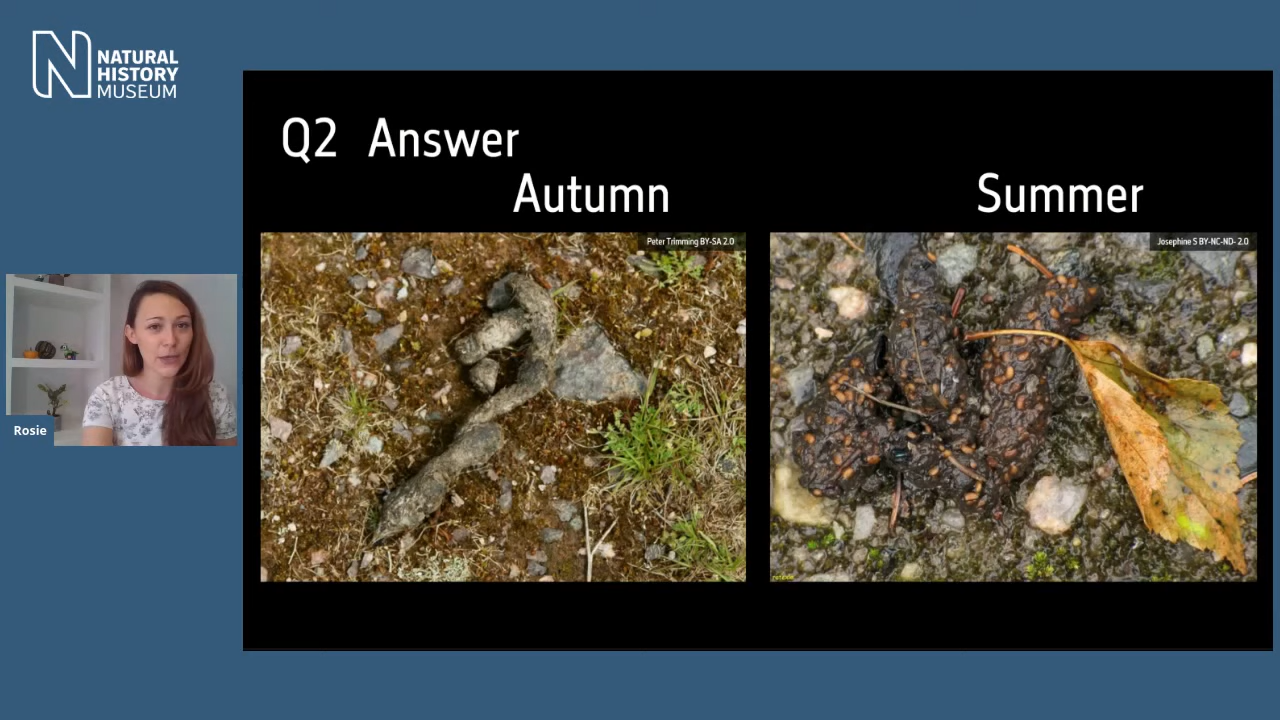 NATURAL
HISTORY
MUSEUM
Q2 Answer
Autumn
Summer
Peter Trimming BY-SA 2.0
Josephine S BY-NC-ND- 2.0
Rosie